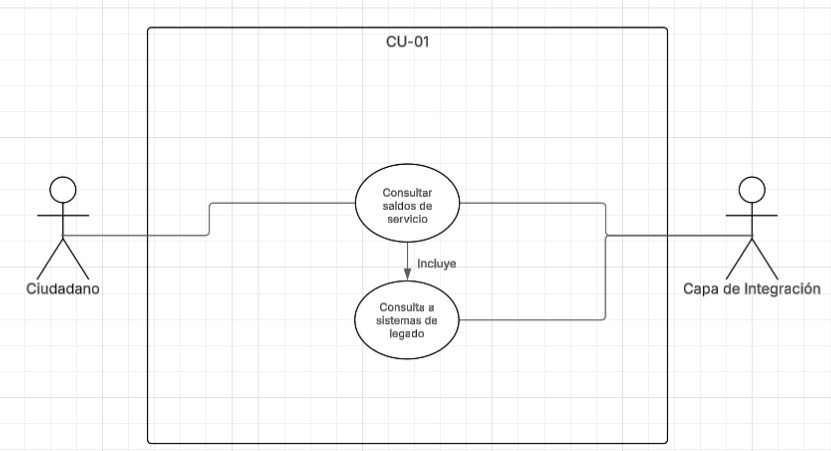 CU-01
Consultar
saldos de
servicio
Incluye
Consulta a
sistemas de
legado
Ciudadano
Capa de Integración